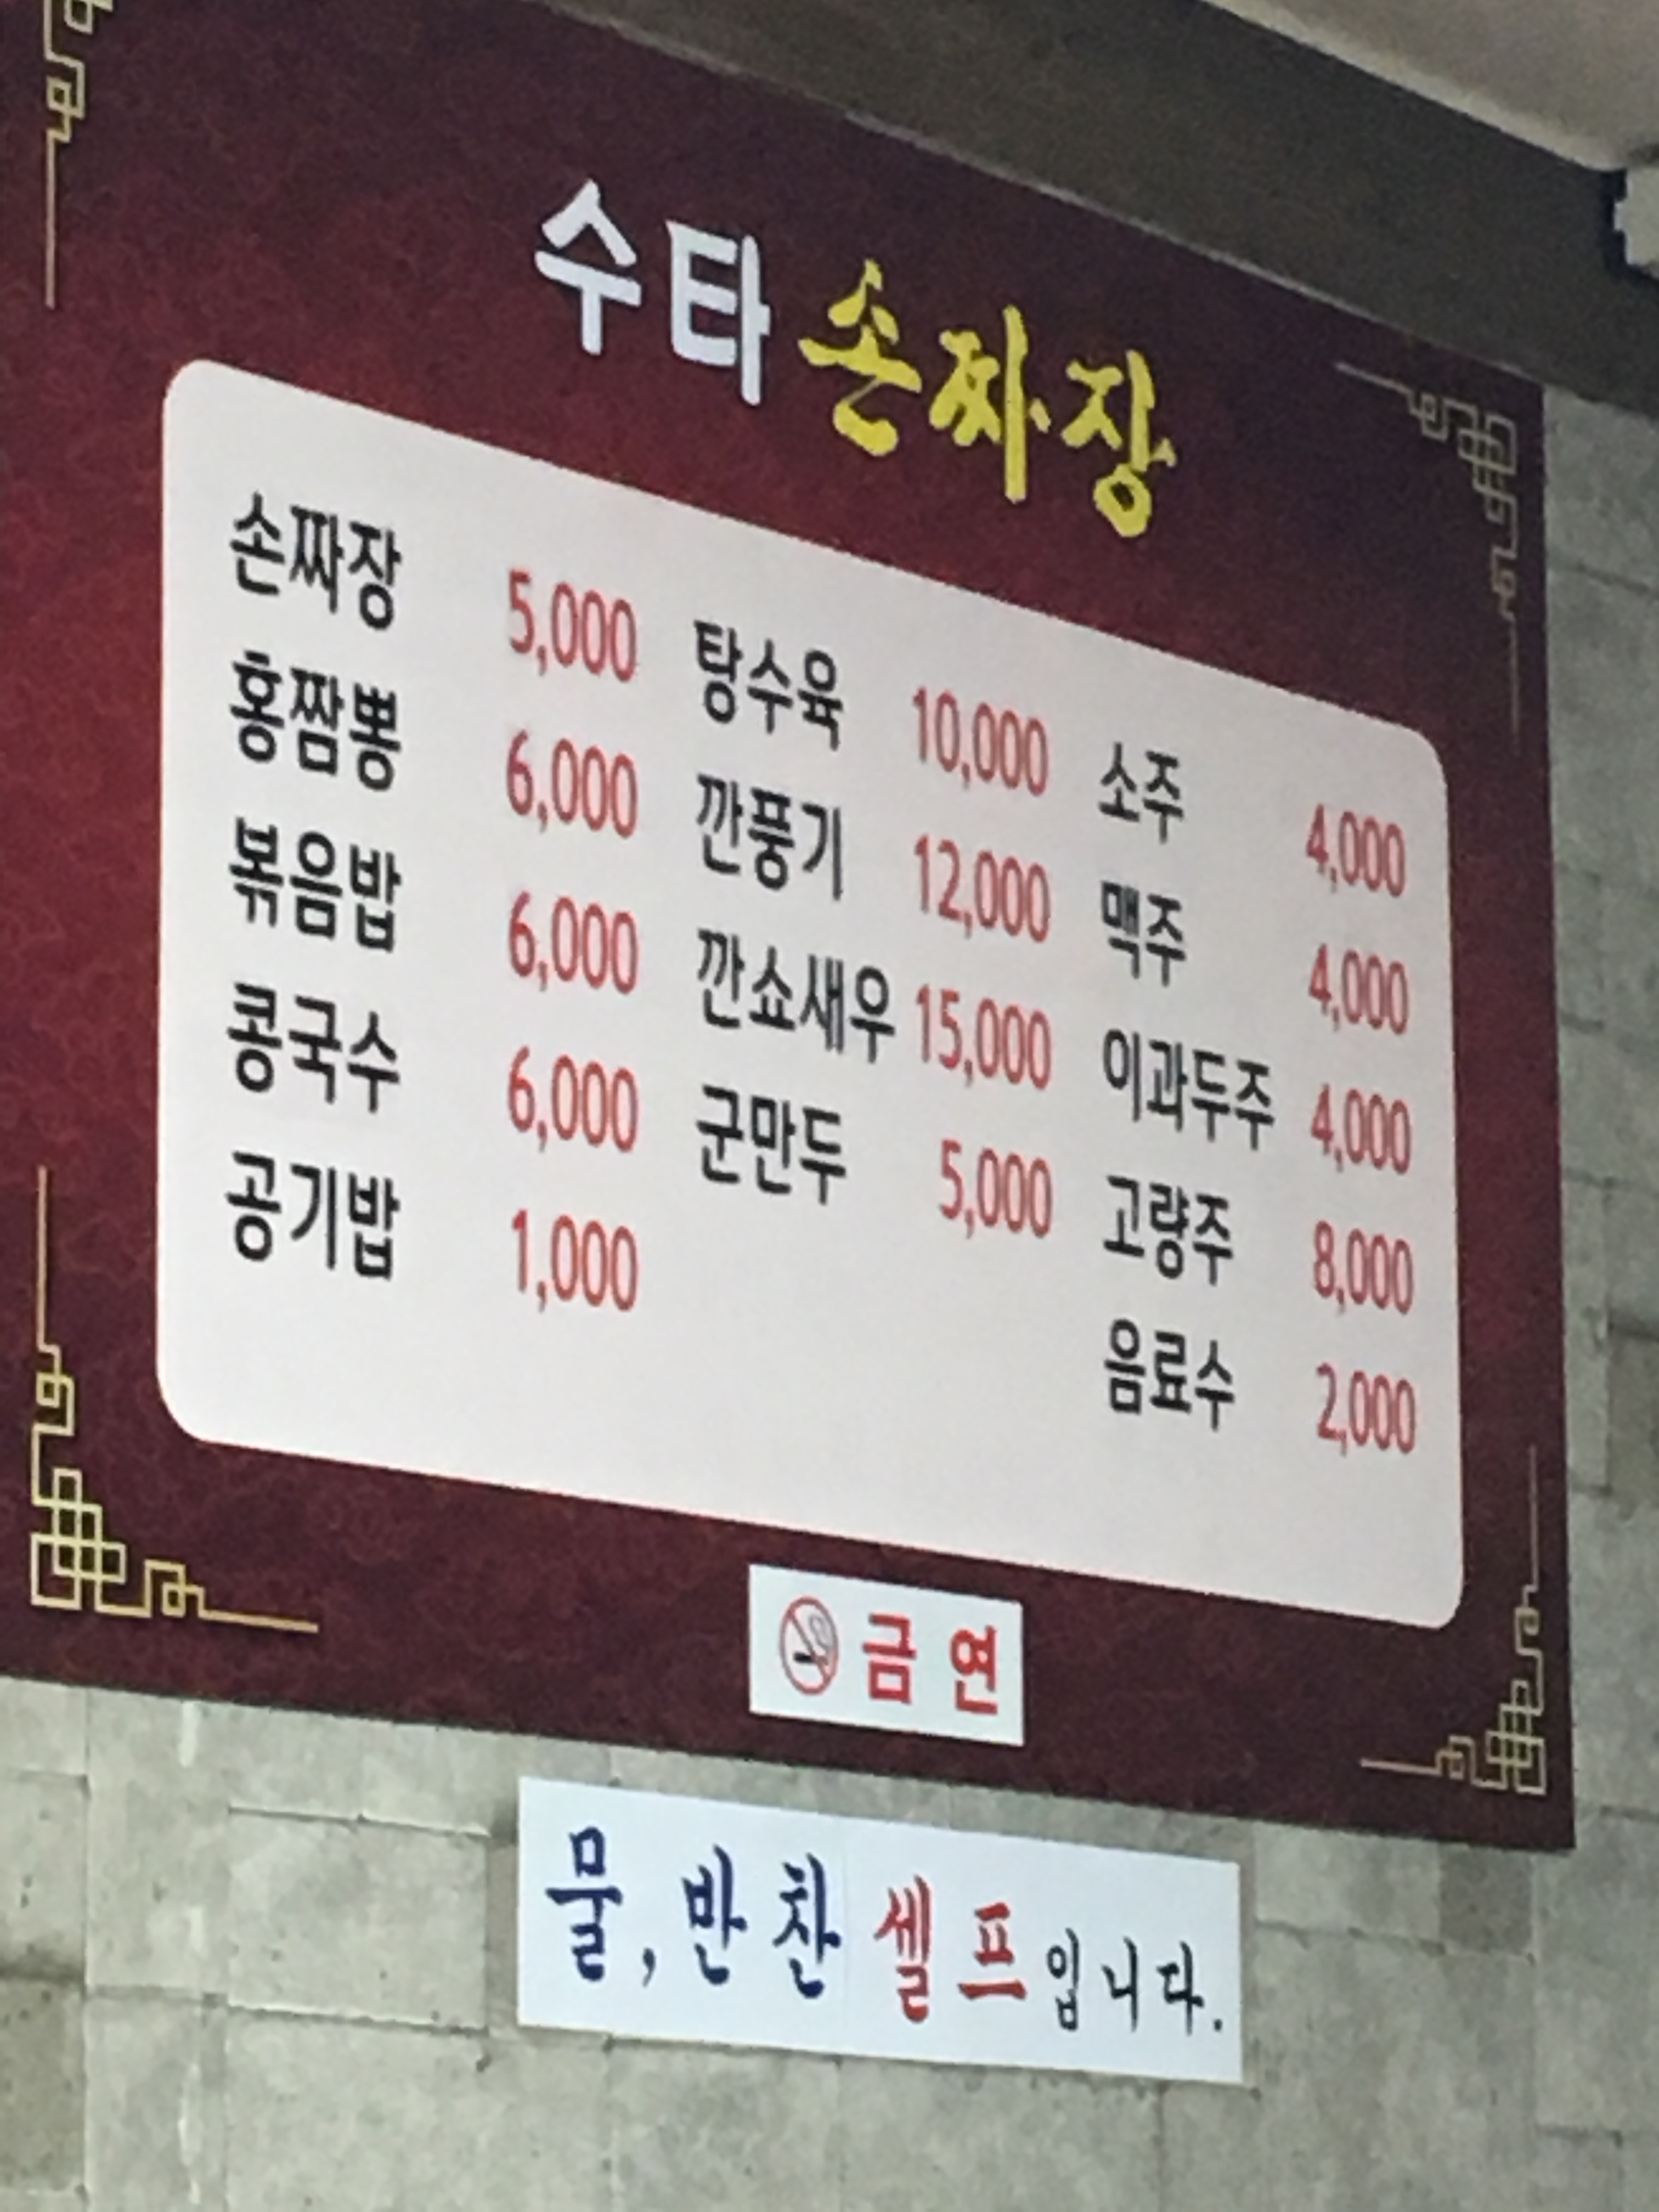 수타 손짜장
손짜장 5,000
홍짬뽕 6,000
볶음밥 6,000
콩국수 6,000
공기밥 1,000
탕수육 10,000
깐풍기 12,000
깐쇼새우 15,000
군만두 5,000
소주 4,000
맥주 4,000
이과두주 4,000
고량주 8,000
음료수 2,000
금연
물, 반찬 셀프입니다.